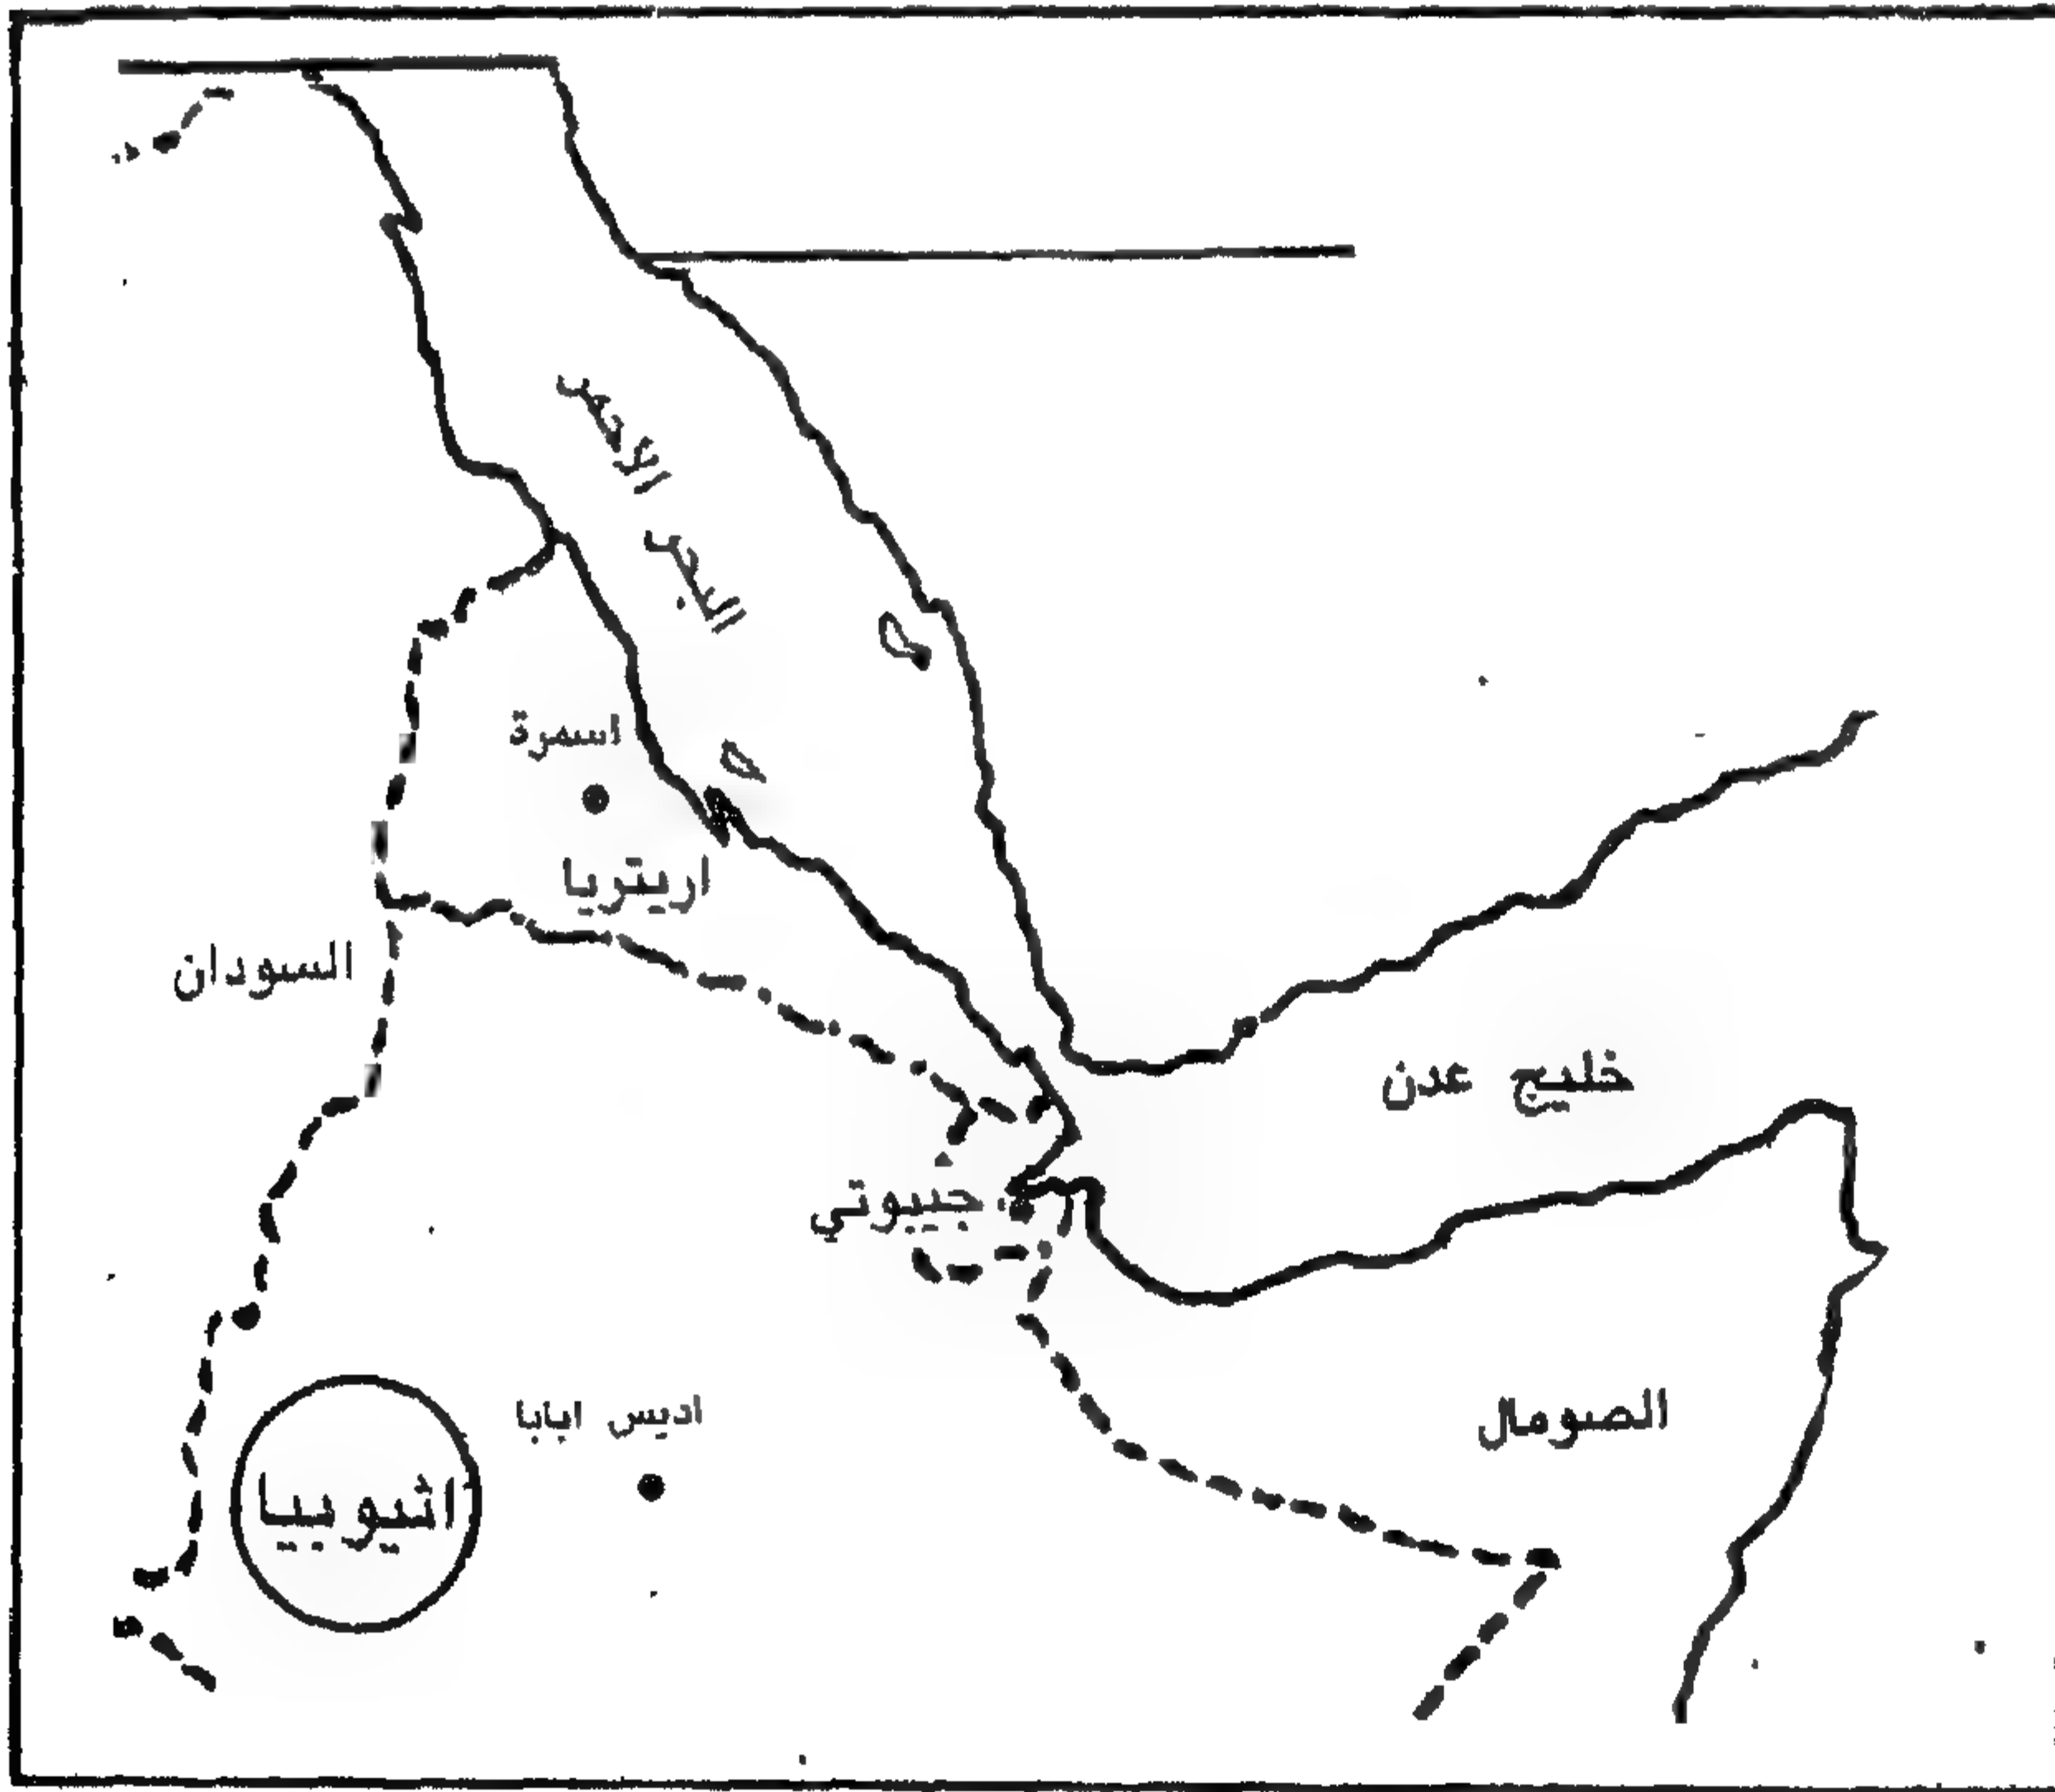 البحر الاحمر
اسمرة
اريتريا
السودان
خليج عدن
جيبوتي
اديس ابابا
الصومال
اثيوبيا